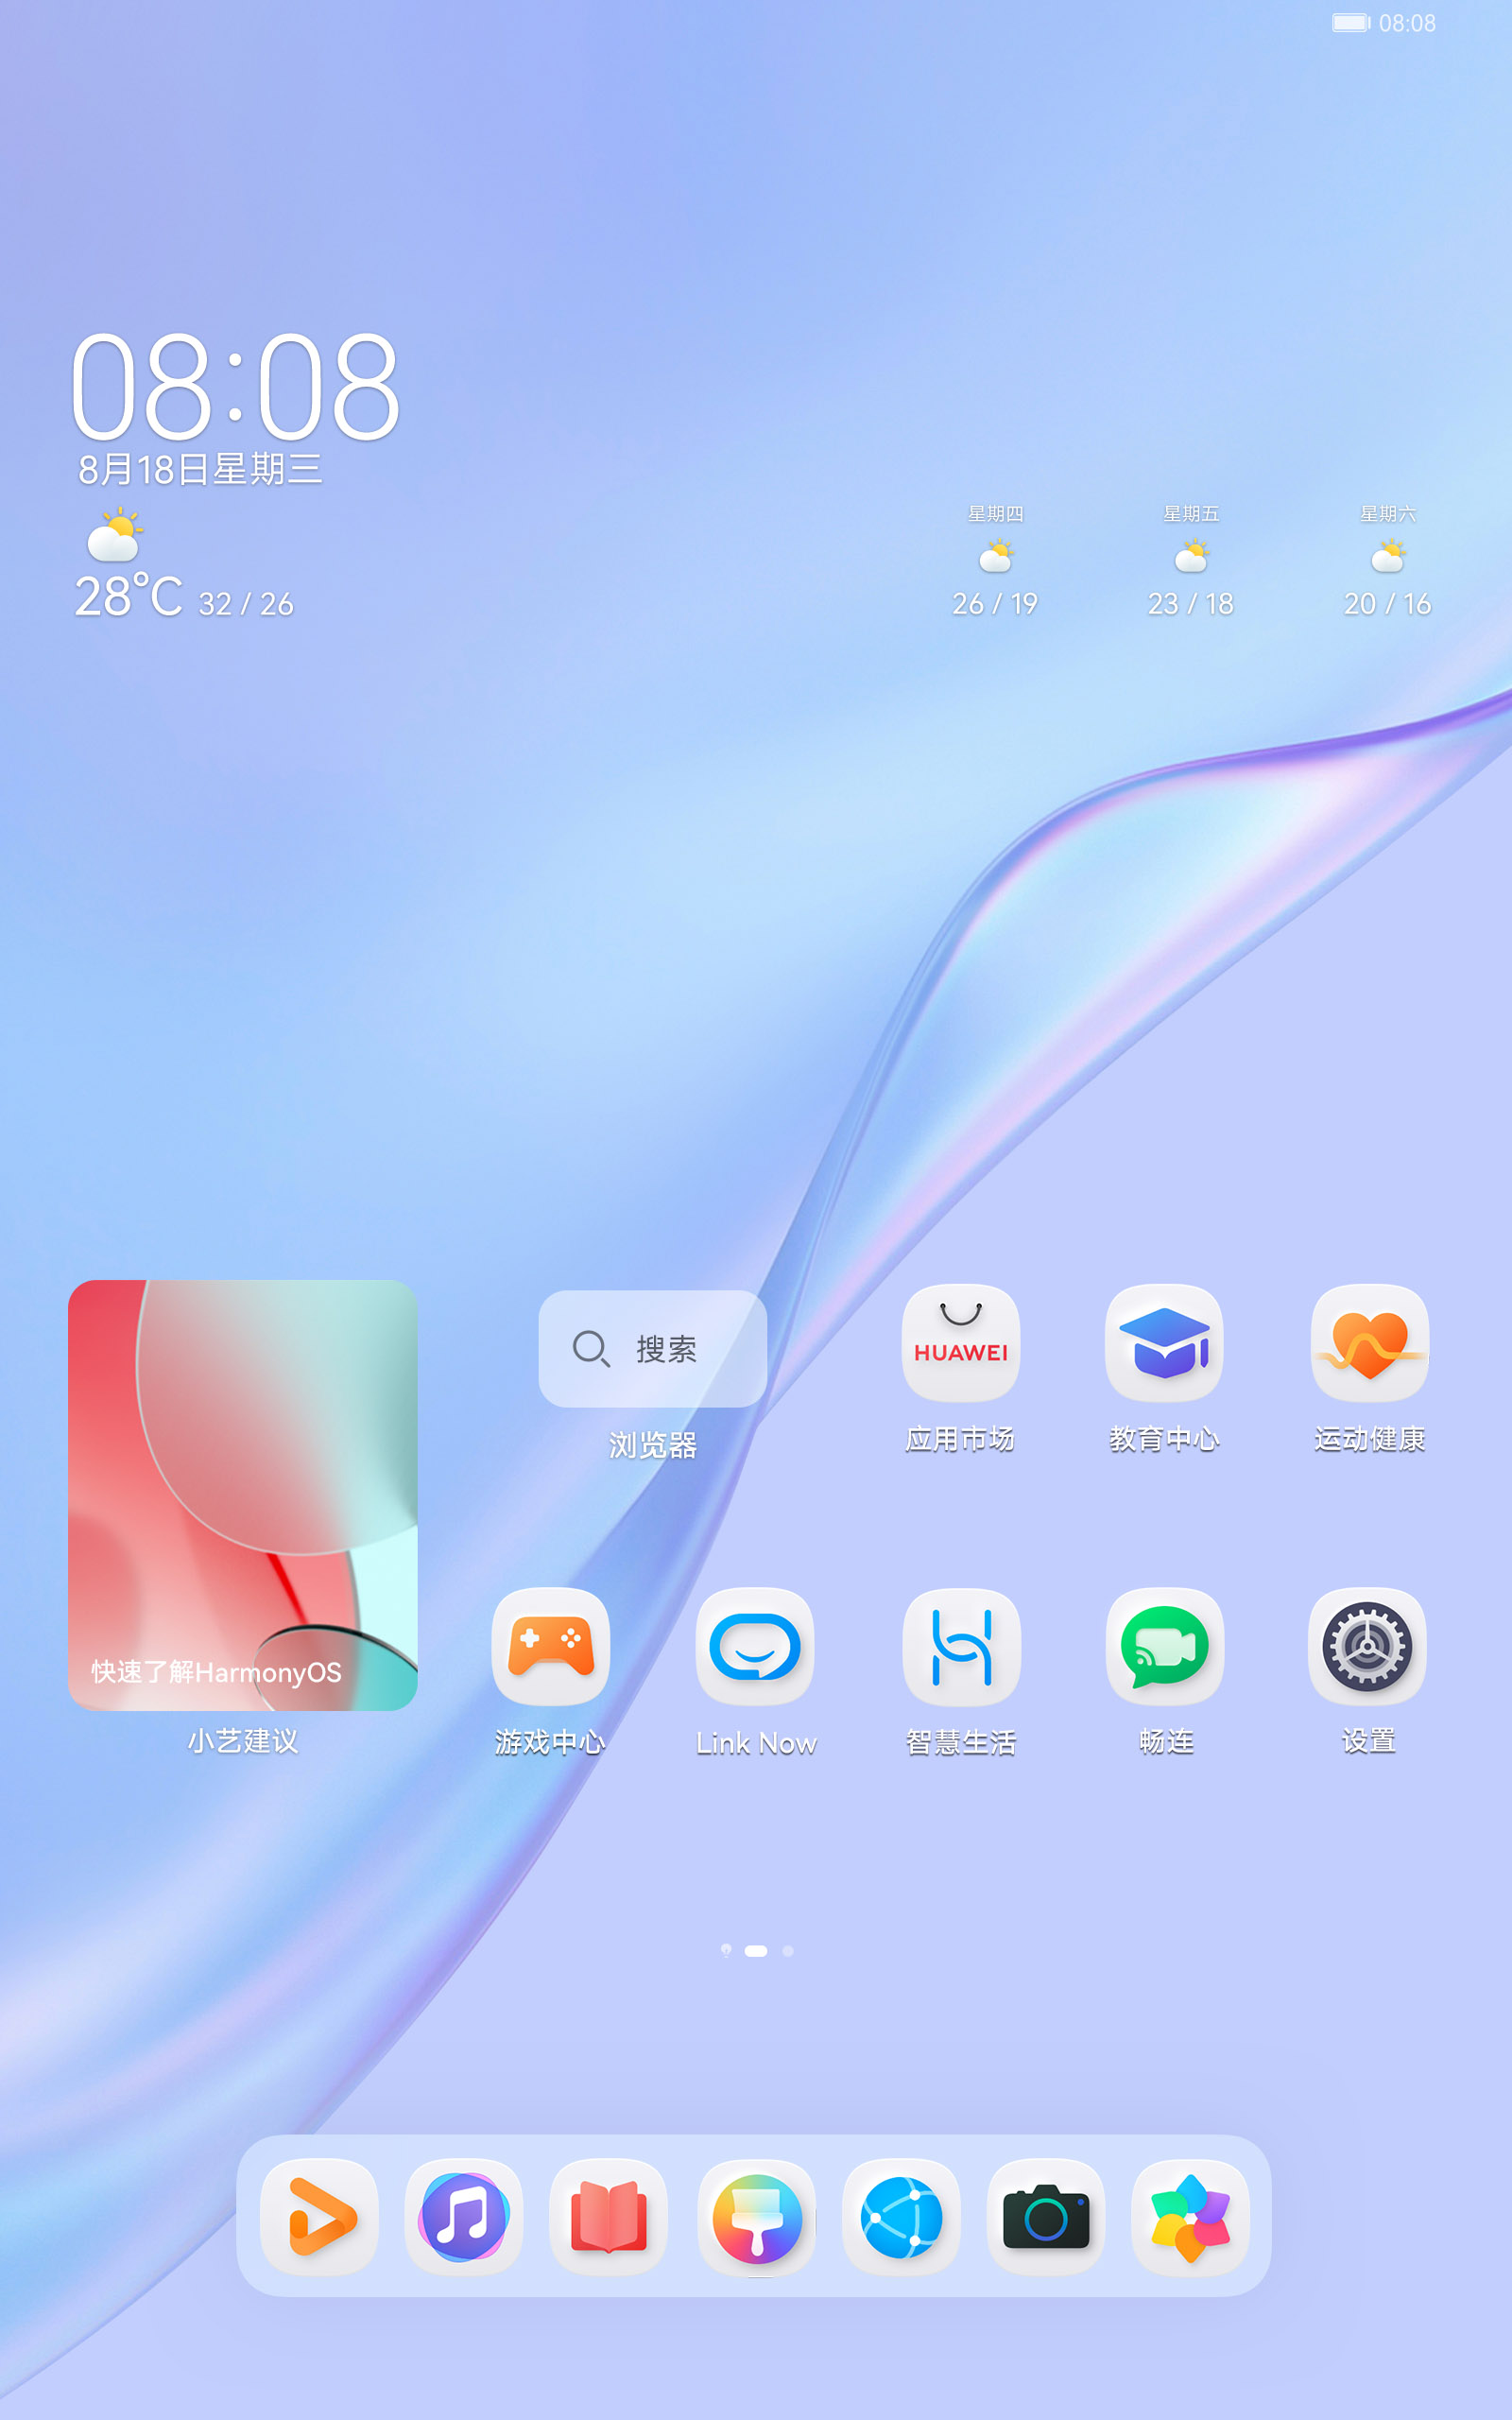 08:08
08:08
8月18日星期三
28°C 32 / 26
星期四 星期五 星期六
26 / 19 23 / 18 20 / 16
搜索
HUAWEI
浏览器 应用市场 教育中心 运动健康
快速了解HarmonyOS
小艺建议 游戏中心 Link Now 智慧生活 畅连 设置